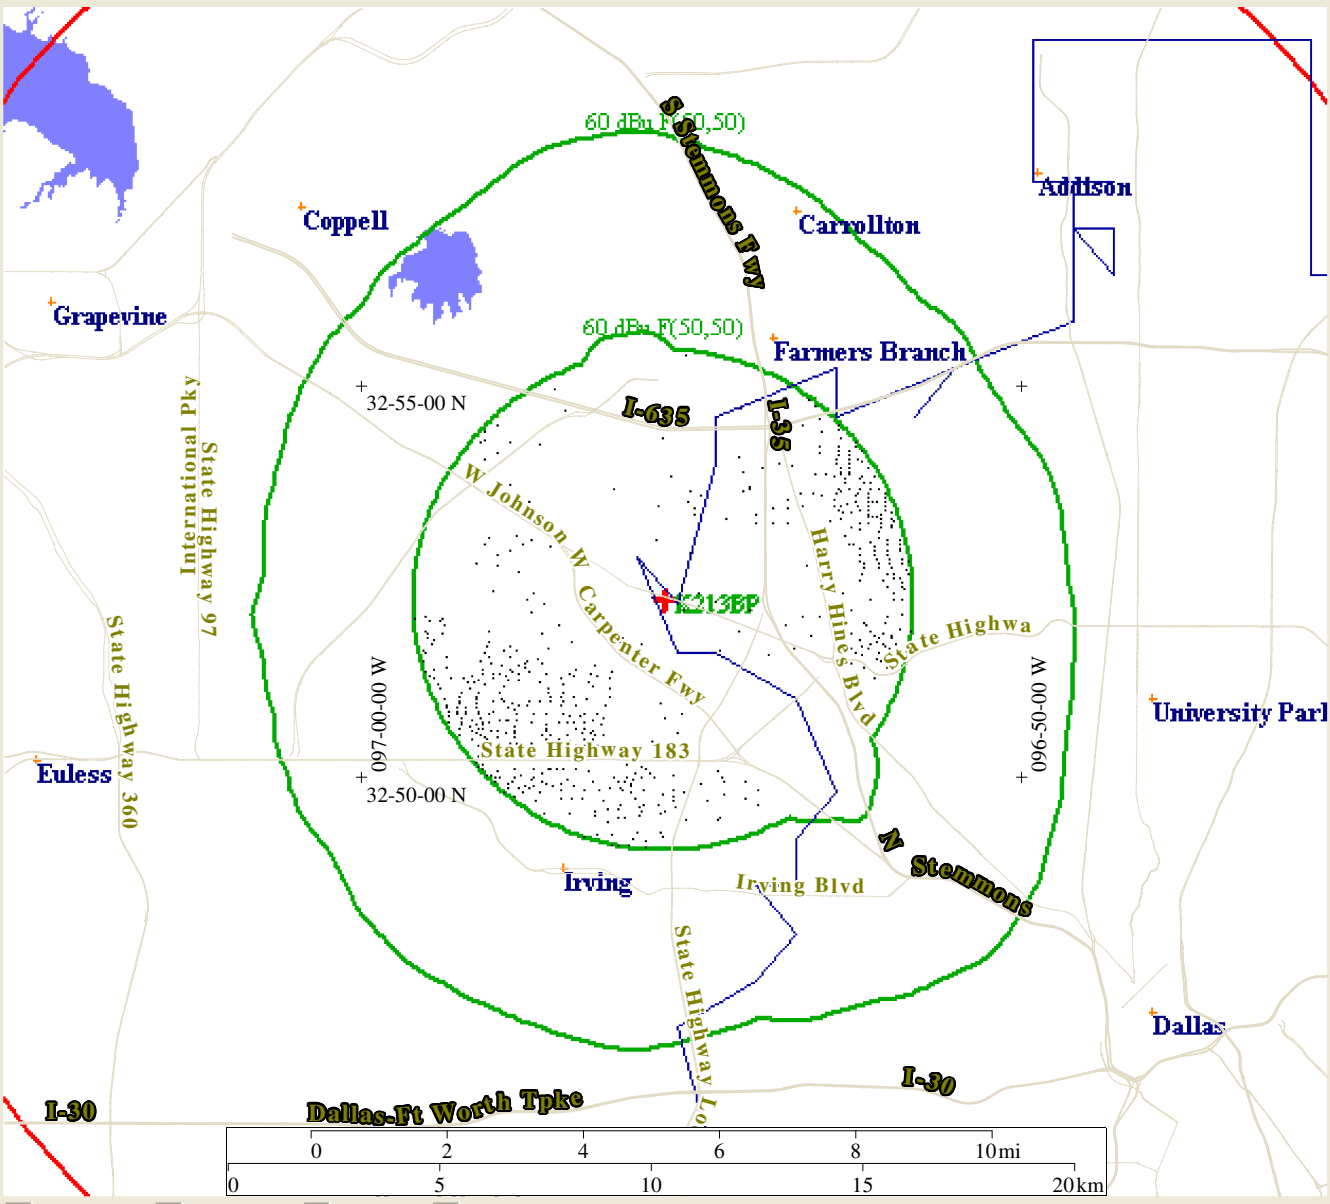 60 dBu F(50,50)
S Stemmons Fwy
Addison
Coppell
Carrollton
Grapevine
60 dBu F(50,50)
Farmers Branch
32-55-00 N
I-635
I-35
International Pky
State Highway 97
W Johnson W
Harry Hines Blvd
K213BP
Carpenter Fwy
State Highwa
State Highway 360
097-00-00 W
096-50-00 W
University Parl
State Highway 183
Euless
32-50-00 N
N Stemmons
Irving
Irving Blvd
State Highway Lo
Dallas
I-30
I-30
Dallas-Ft Worth Tpke
0 2 4 6 8 10mi
0 5 10 15 20km